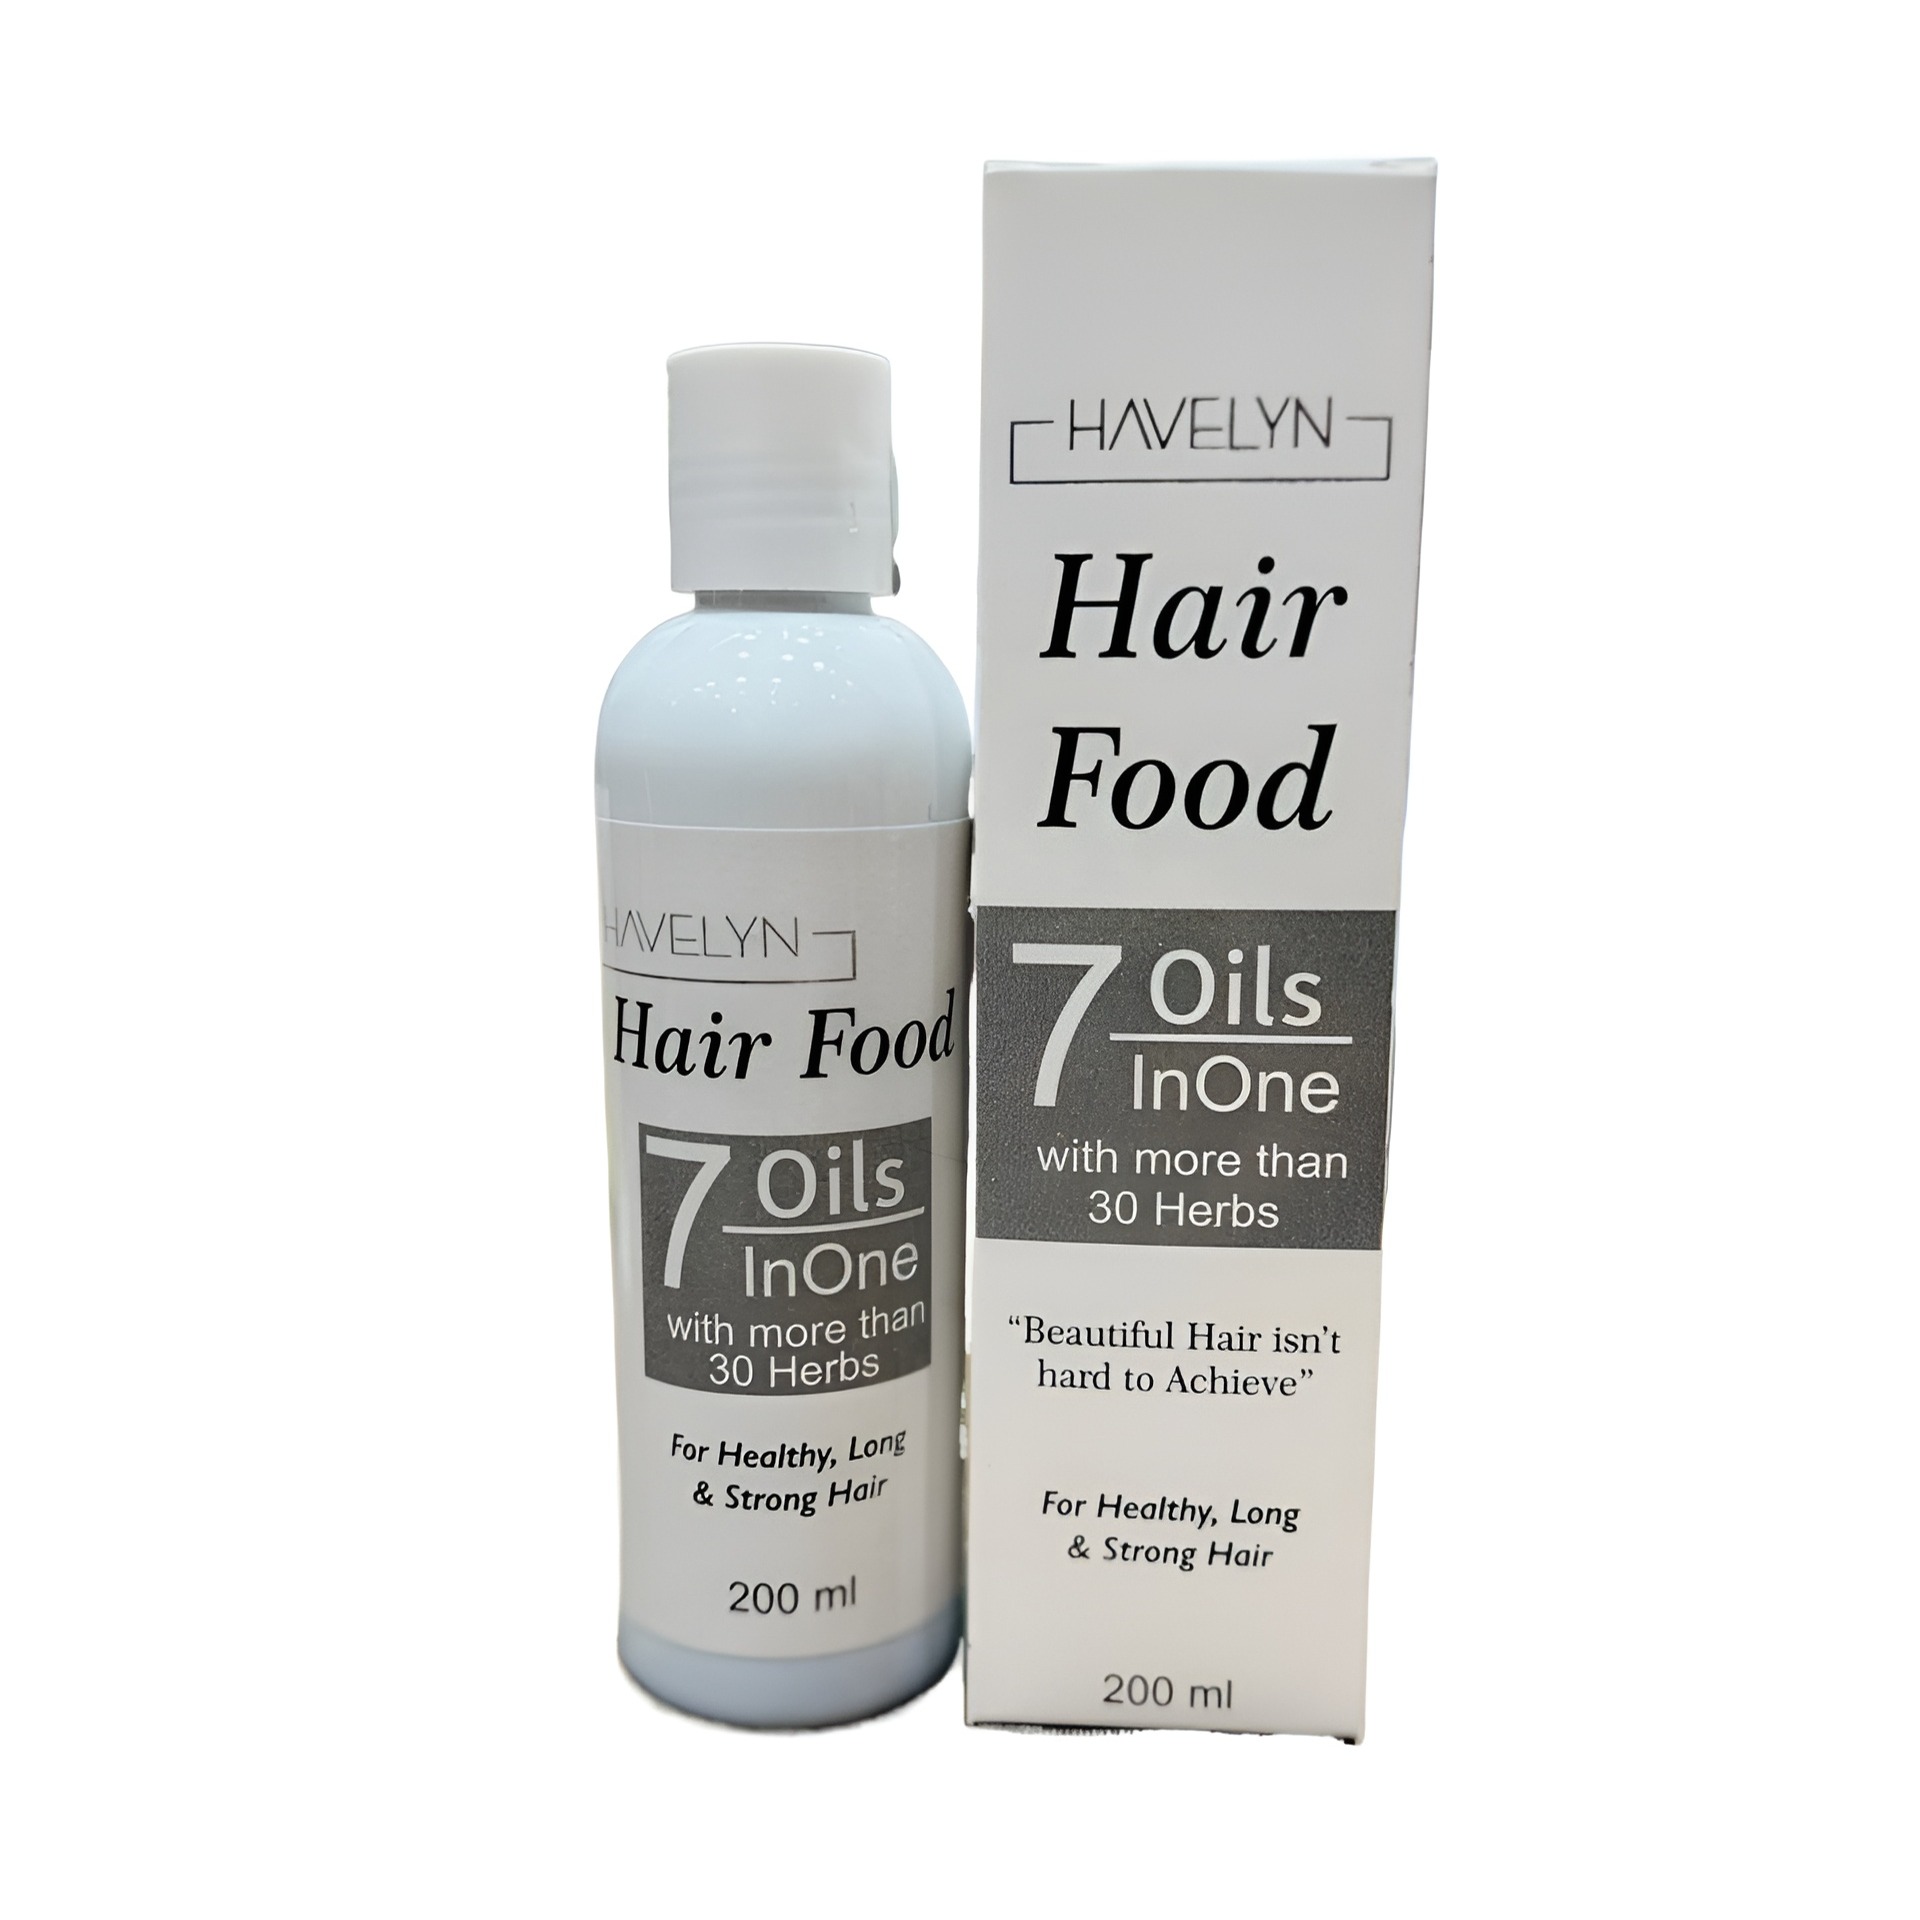 HAVELYN
Hair Food
7 Oils
InOne
with more than
30 Herbs
For Healthy, Long
& Strong Hair
200 ml
HAVELYN
Hair
Food
7 Oils
InOne
with more than
30 Herbs
“Beautiful Hair isn’t
hard to Achieve”
For Healthy, Long
& Strong Hair
200 ml